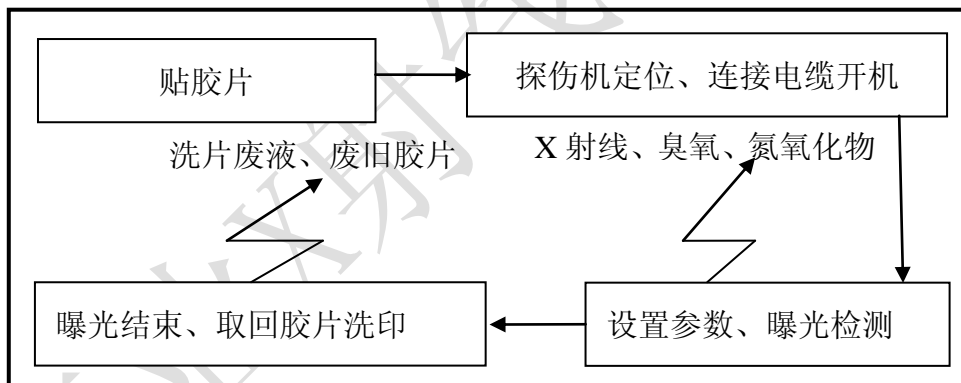 贴胶片
探伤机定位、连接电缆开机
洗片废液、废旧胶片
X 射线、臭氧、氮氧化物
曝光结束、取回胶片洗印
设置参数、曝光检测